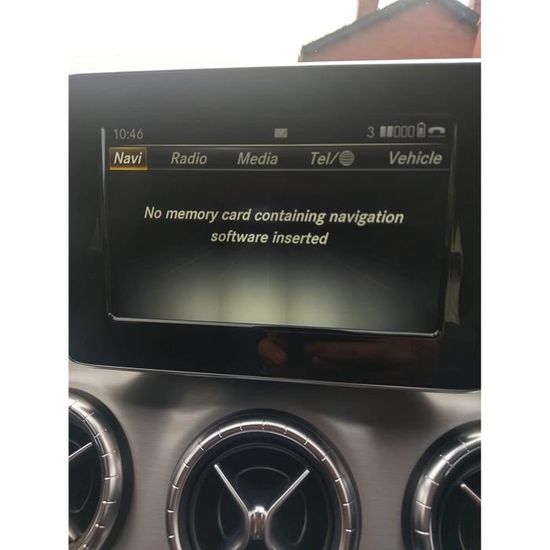 10:46 3
Navi Radio Media Tel/ Vehicle
No memory card containing navigation
software inserted